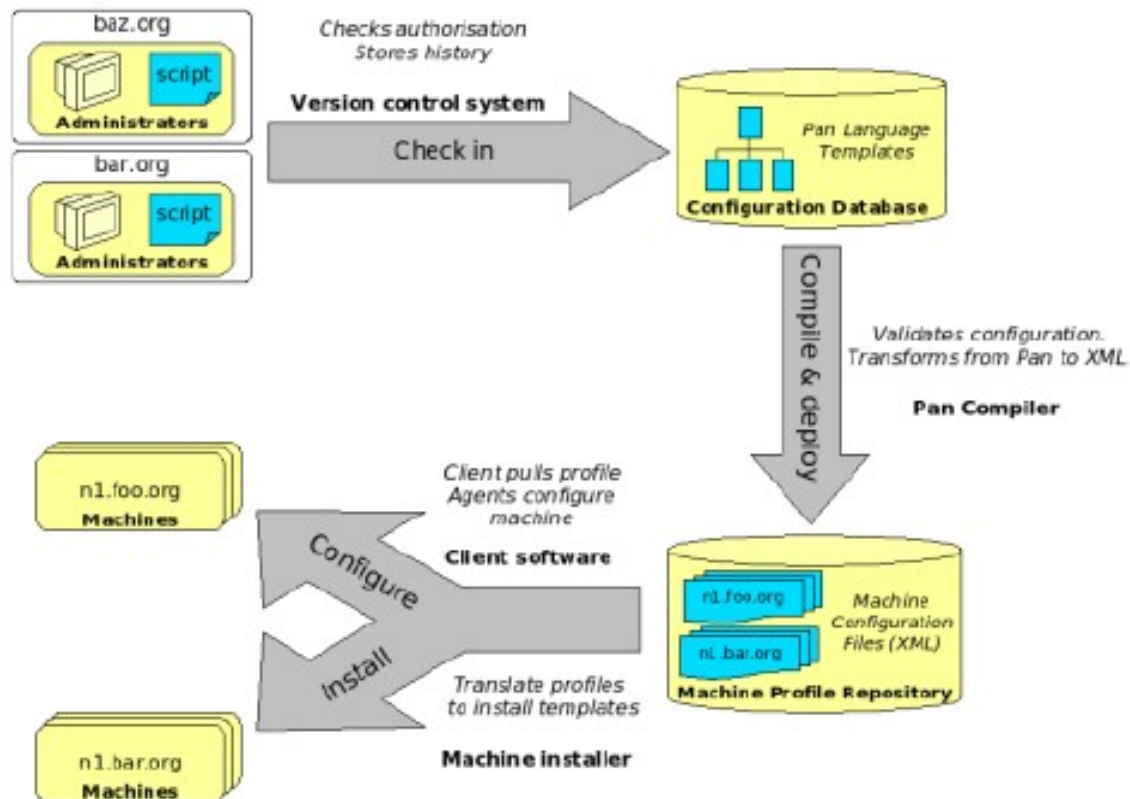 baz.org
script
Administrators
bar.org
script
Administrators
Checks authorisation
Stores history
Version control system
Check in
Pan Language
Templates
Configuration Database
Compile & deploy
Validates configuration.
Transforms from Pan to XML
Pan Compiler
n1.foo.org
Machines
Client pulls profile
Agents configure
machine
Client software
Configure
Install
Translate profiles
to install templates
Machine installer
n1.foo.org
n1.bar.org
Machine
Configuration
Files (XML)
Machine Profile Repository
n1.bar.org
Machines